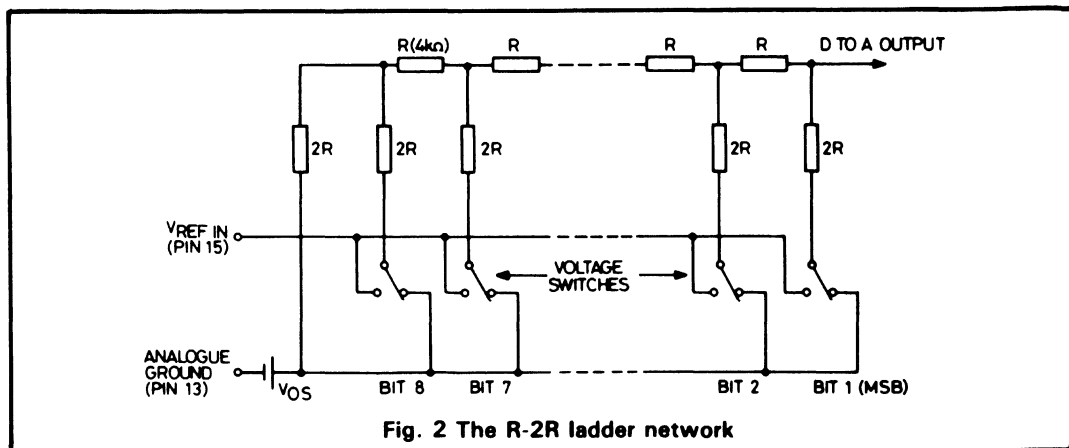 R(4kΩ) R R R D TO A OUTPUT
2R 2R 2R 2R 2R
VREF IN
(PIN 15)
VOLTAGE
SWITCHES
ANALOGUE
GROUND
(PIN 13)
VOS BIT 8 BIT 7 BIT 2 BIT 1 (MSB)
Fig. 2 The R-2R ladder network